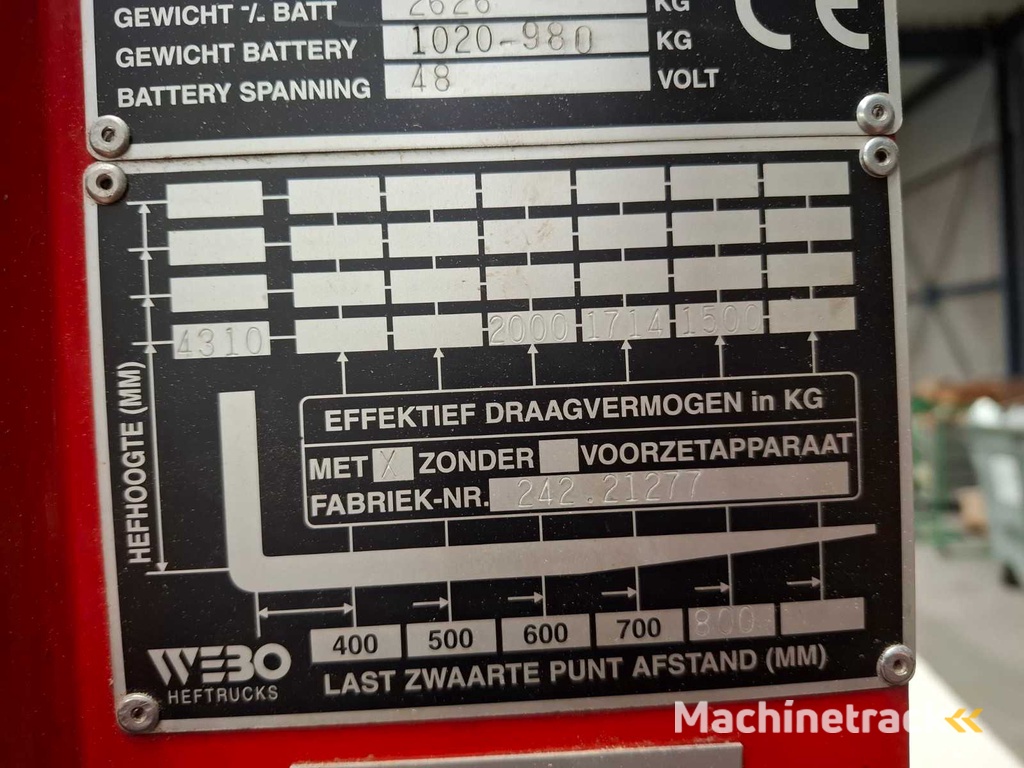 GEWICHT -/- BATT 2626 KG
GEWICHT BATTERY 1020-980 KG
BATTERY SPANNING 48 VOLT
CE
4310 2000 1714 1500
HEFHOOGTE (MM)
EFFEKTIEF DRAAGVERMOGEN in KG
MET X ZONDER VOORZETAPPARAAT
FABRIEK-NR. 242.21277
400 500 600 700 800
LAST ZWAARTE PUNT AFSTAND (MM)
WEBO
HEFTRUCKS
Machinetrack